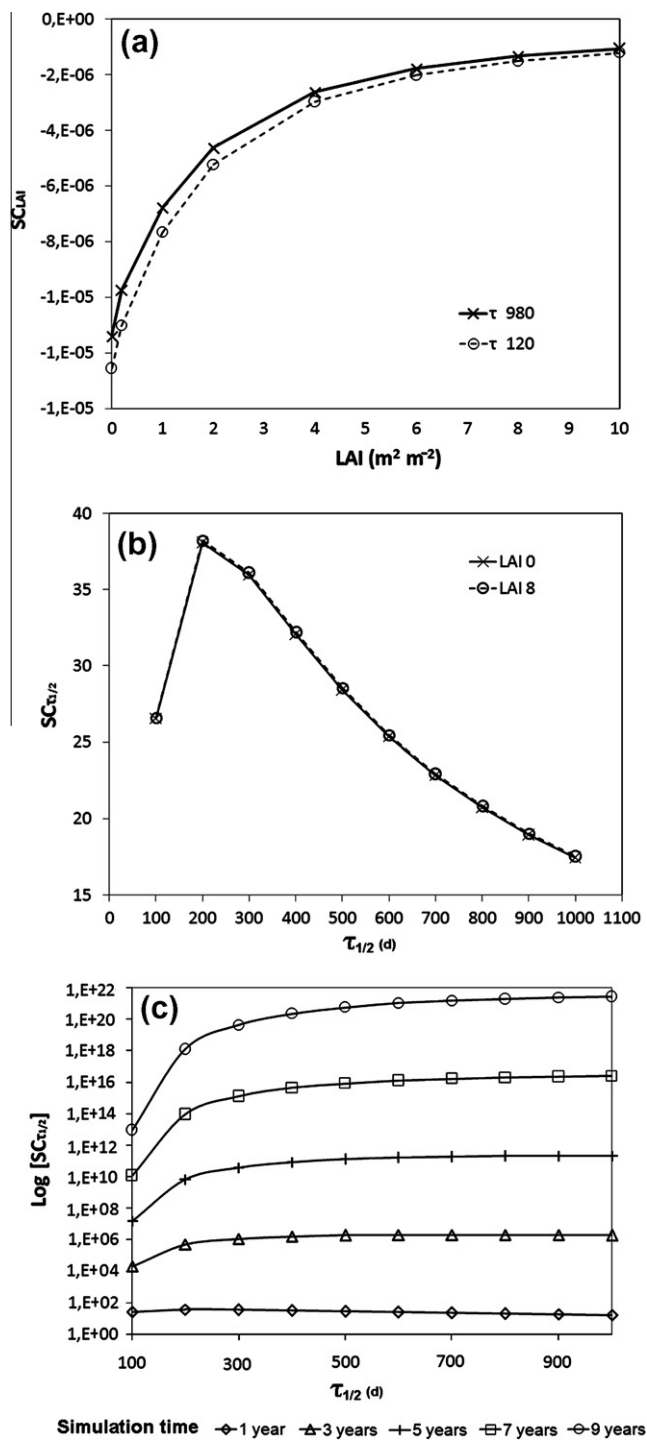 (a)
0,E+00
-2,E-06
-4,E-06
-6,E-06
-8,E-06
-1,E-05
-1,E-05
-1,E-05
SCLAI
τ 980
τ 120
0 1 2 3 4 5 6 7 8 9 10
LAI (m² m⁻²)
(b)
40
35
30
25
20
15
SCτ1/2
LAI 0
LAI 8
0 100 200 300 400 500 600 700 800 900 1000 1100
τ1/2 (d)
(c)
1,E+22
1,E+20
1,E+18
1,E+16
1,E+14
1,E+12
1,E+10
1,E+08
1,E+06
1,E+04
1,E+02
1,E+00
Log [SCτ1/2]
100 300 500 700 900
τ1/2 (d)
Simulation time 1 year 3 years 5 years 7 years 9 years